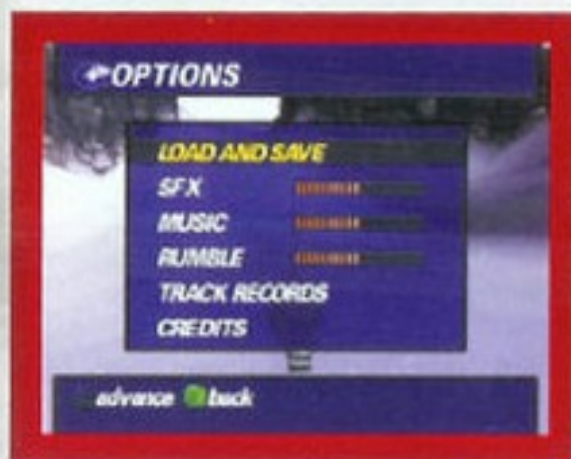 OPTIONS
LOAD AND SAVE
SFX
MUSIC
RUMBLE
TRACK RECORDS
CREDITS
advance back